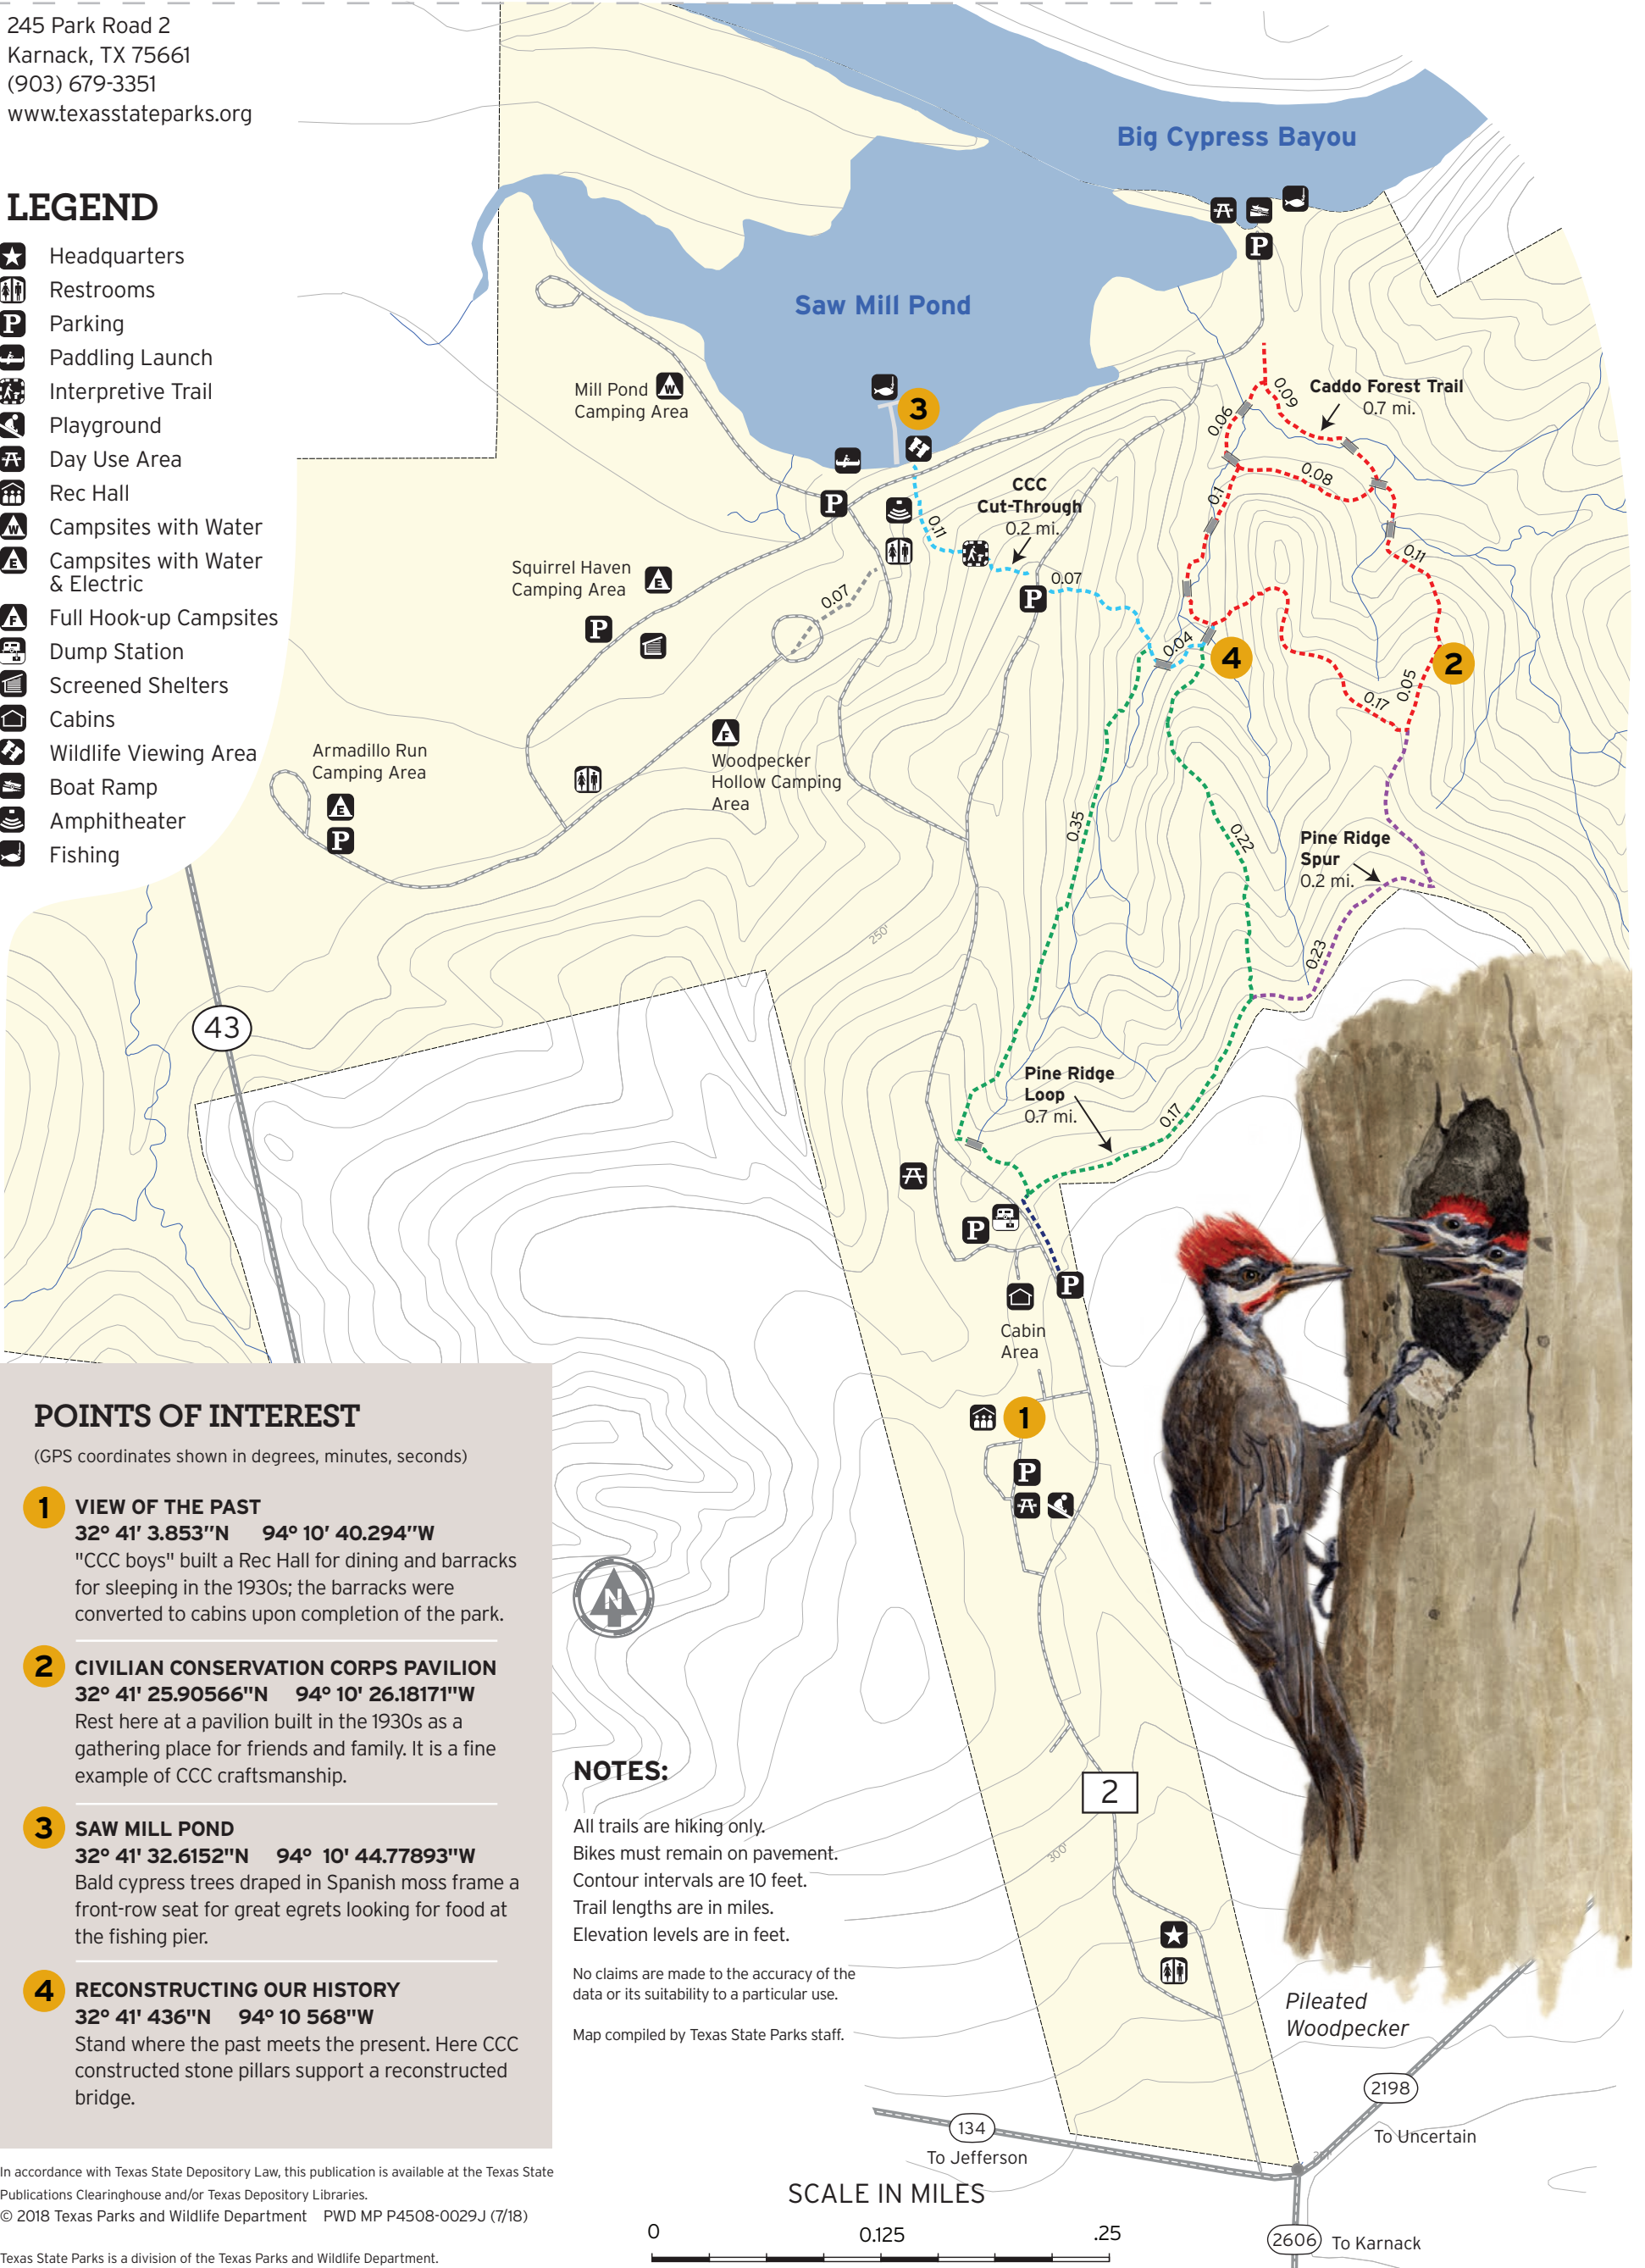 245 Park Road 2
Karnack, TX 75661
(903) 679-3351
www.texasstateparks.org
LEGEND
Headquarters
Restrooms
P Parking
Paddling Launch
Interpretive Trail
Playground
Day Use Area
Rec Hall
W Campsites with Water
E Campsites with Water
& Electric
F Full Hook-up Campsites
Dump Station
Screened Shelters
Cabins
Wildlife Viewing Area
Boat Ramp
Amphitheater
Fishing
Big Cypress Bayou
P
Saw Mill Pond
Mill Pond
Camping Area
W
3
Caddo Forest Trail
0.7 mi.
0.09
0.06
0.08
0.1
0.11
CCC
Cut-Through
0.2 mi.
P
0.11
0.07
P
Squirrel Haven
Camping Area
E
P
0.07
0.04
4
2
0.05
0.17
Armadillo Run
Camping Area
E
P
F
Woodpecker
Hollow Camping
Area
0.35
0.22
Pine Ridge
Spur
0.2 mi.
0.23
250'
43
Pine Ridge
Loop
0.7 mi.
0.17
P
P
Cabin
Area
1
P
N
2
300'
POINTS OF INTEREST
(GPS coordinates shown in degrees, minutes, seconds)
1 VIEW OF THE PAST
32° 41' 3.853"N 94° 10' 40.294"W
"CCC boys" built a Rec Hall for dining and barracks
for sleeping in the 1930s; the barracks were
converted to cabins upon completion of the park.
2 CIVILIAN CONSERVATION CORPS PAVILION
32° 41' 25.90566"N 94° 10' 26.18171"W
Rest here at a pavilion built in the 1930s as a
gathering place for friends and family. It is a fine
example of CCC craftsmanship.
3 SAW MILL POND
32° 41' 32.6152"N 94° 10' 44.77893"W
Bald cypress trees draped in Spanish moss frame a
front-row seat for great egrets looking for food at
the fishing pier.
4 RECONSTRUCTING OUR HISTORY
32° 41' 436"N 94° 10 568"W
Stand where the past meets the present. Here CCC
constructed stone pillars support a reconstructed
bridge.
NOTES:
All trails are hiking only.
Bikes must remain on pavement.
Contour intervals are 10 feet.
Trail lengths are in miles.
Elevation levels are in feet.
No claims are made to the accuracy of the
data or its suitability to a particular use.
Map compiled by Texas State Parks staff.
Pileated
Woodpecker
2198
To Uncertain
134
To Jefferson
2606 To Karnack
SCALE IN MILES
0 0.125 .25
In accordance with Texas State Depository Law, this publication is available at the Texas State
Publications Clearinghouse and/or Texas Depository Libraries.
© 2018 Texas Parks and Wildlife Department PWD MP P4508-0029J (7/18)
Texas State Parks is a division of the Texas Parks and Wildlife Department.